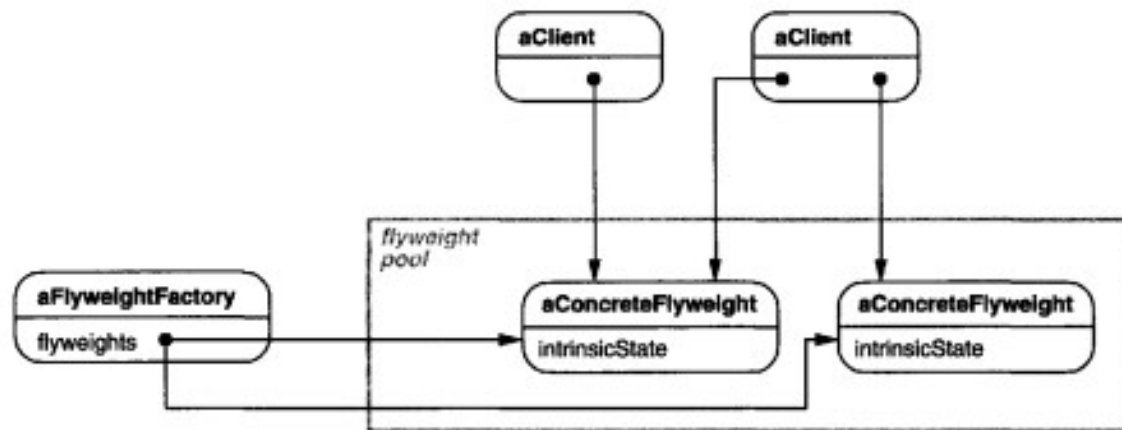 aClient
aClient
flyweight
pool
aFlyweightFactory
flyweights
aConcreteFlyweight
intrinsicState
aConcreteFlyweight
intrinsicState